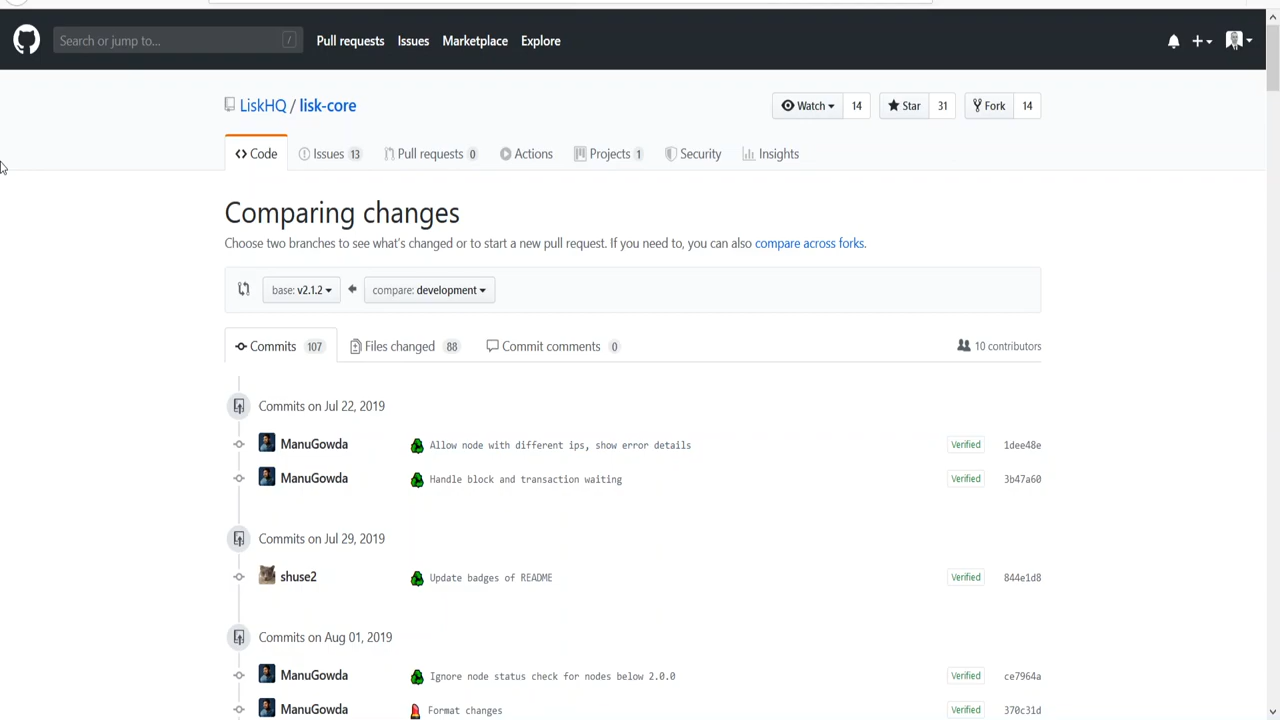 Search or jump to... / Pull requests Issues Marketplace Explore
LiskHQ / lisk-core Watch 14 Star 31 Fork 14
Code Issues 13 Pull requests 0 Actions Projects 1 Security Insights
Comparing changes
Choose two branches to see what's changed or to start a new pull request. If you need to, you can also compare across forks.
base: v2.1.2 compare: development
Commits 107 Files changed 88 Commit comments 0 10 contributors
Commits on Jul 22, 2019
ManuGowda Allow node with different ips, show error details Verified 1dee48e
ManuGowda Handle block and transaction waiting Verified 3b47a60
Commits on Jul 29, 2019
shuse2 Update badges of README Verified 844e1d8
Commits on Aug 01, 2019
ManuGowda Ignore node status check for nodes below 2.0.0 Verified ce7964a
ManuGowda Format changes Verified 370c31d